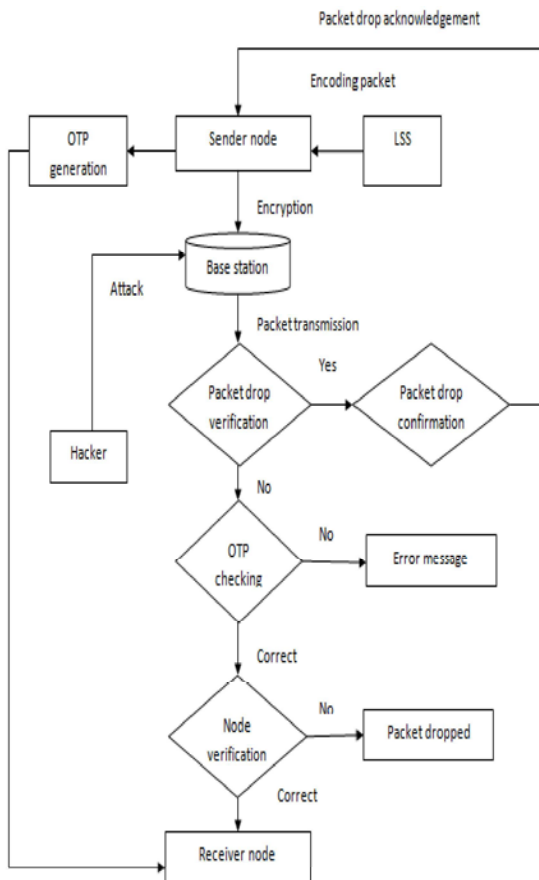 Packet drop acknowledgement
Encoding packet
OTP
generation
Sender node
LSS
Encryption
Base station
Attack
Packet transmission
Yes
Packet drop
verification
Packet drop
confirmation
Hacker
No
OTP
checking
No
Error message
Correct
Node
verification
No
Packet dropped
Correct
Receiver node